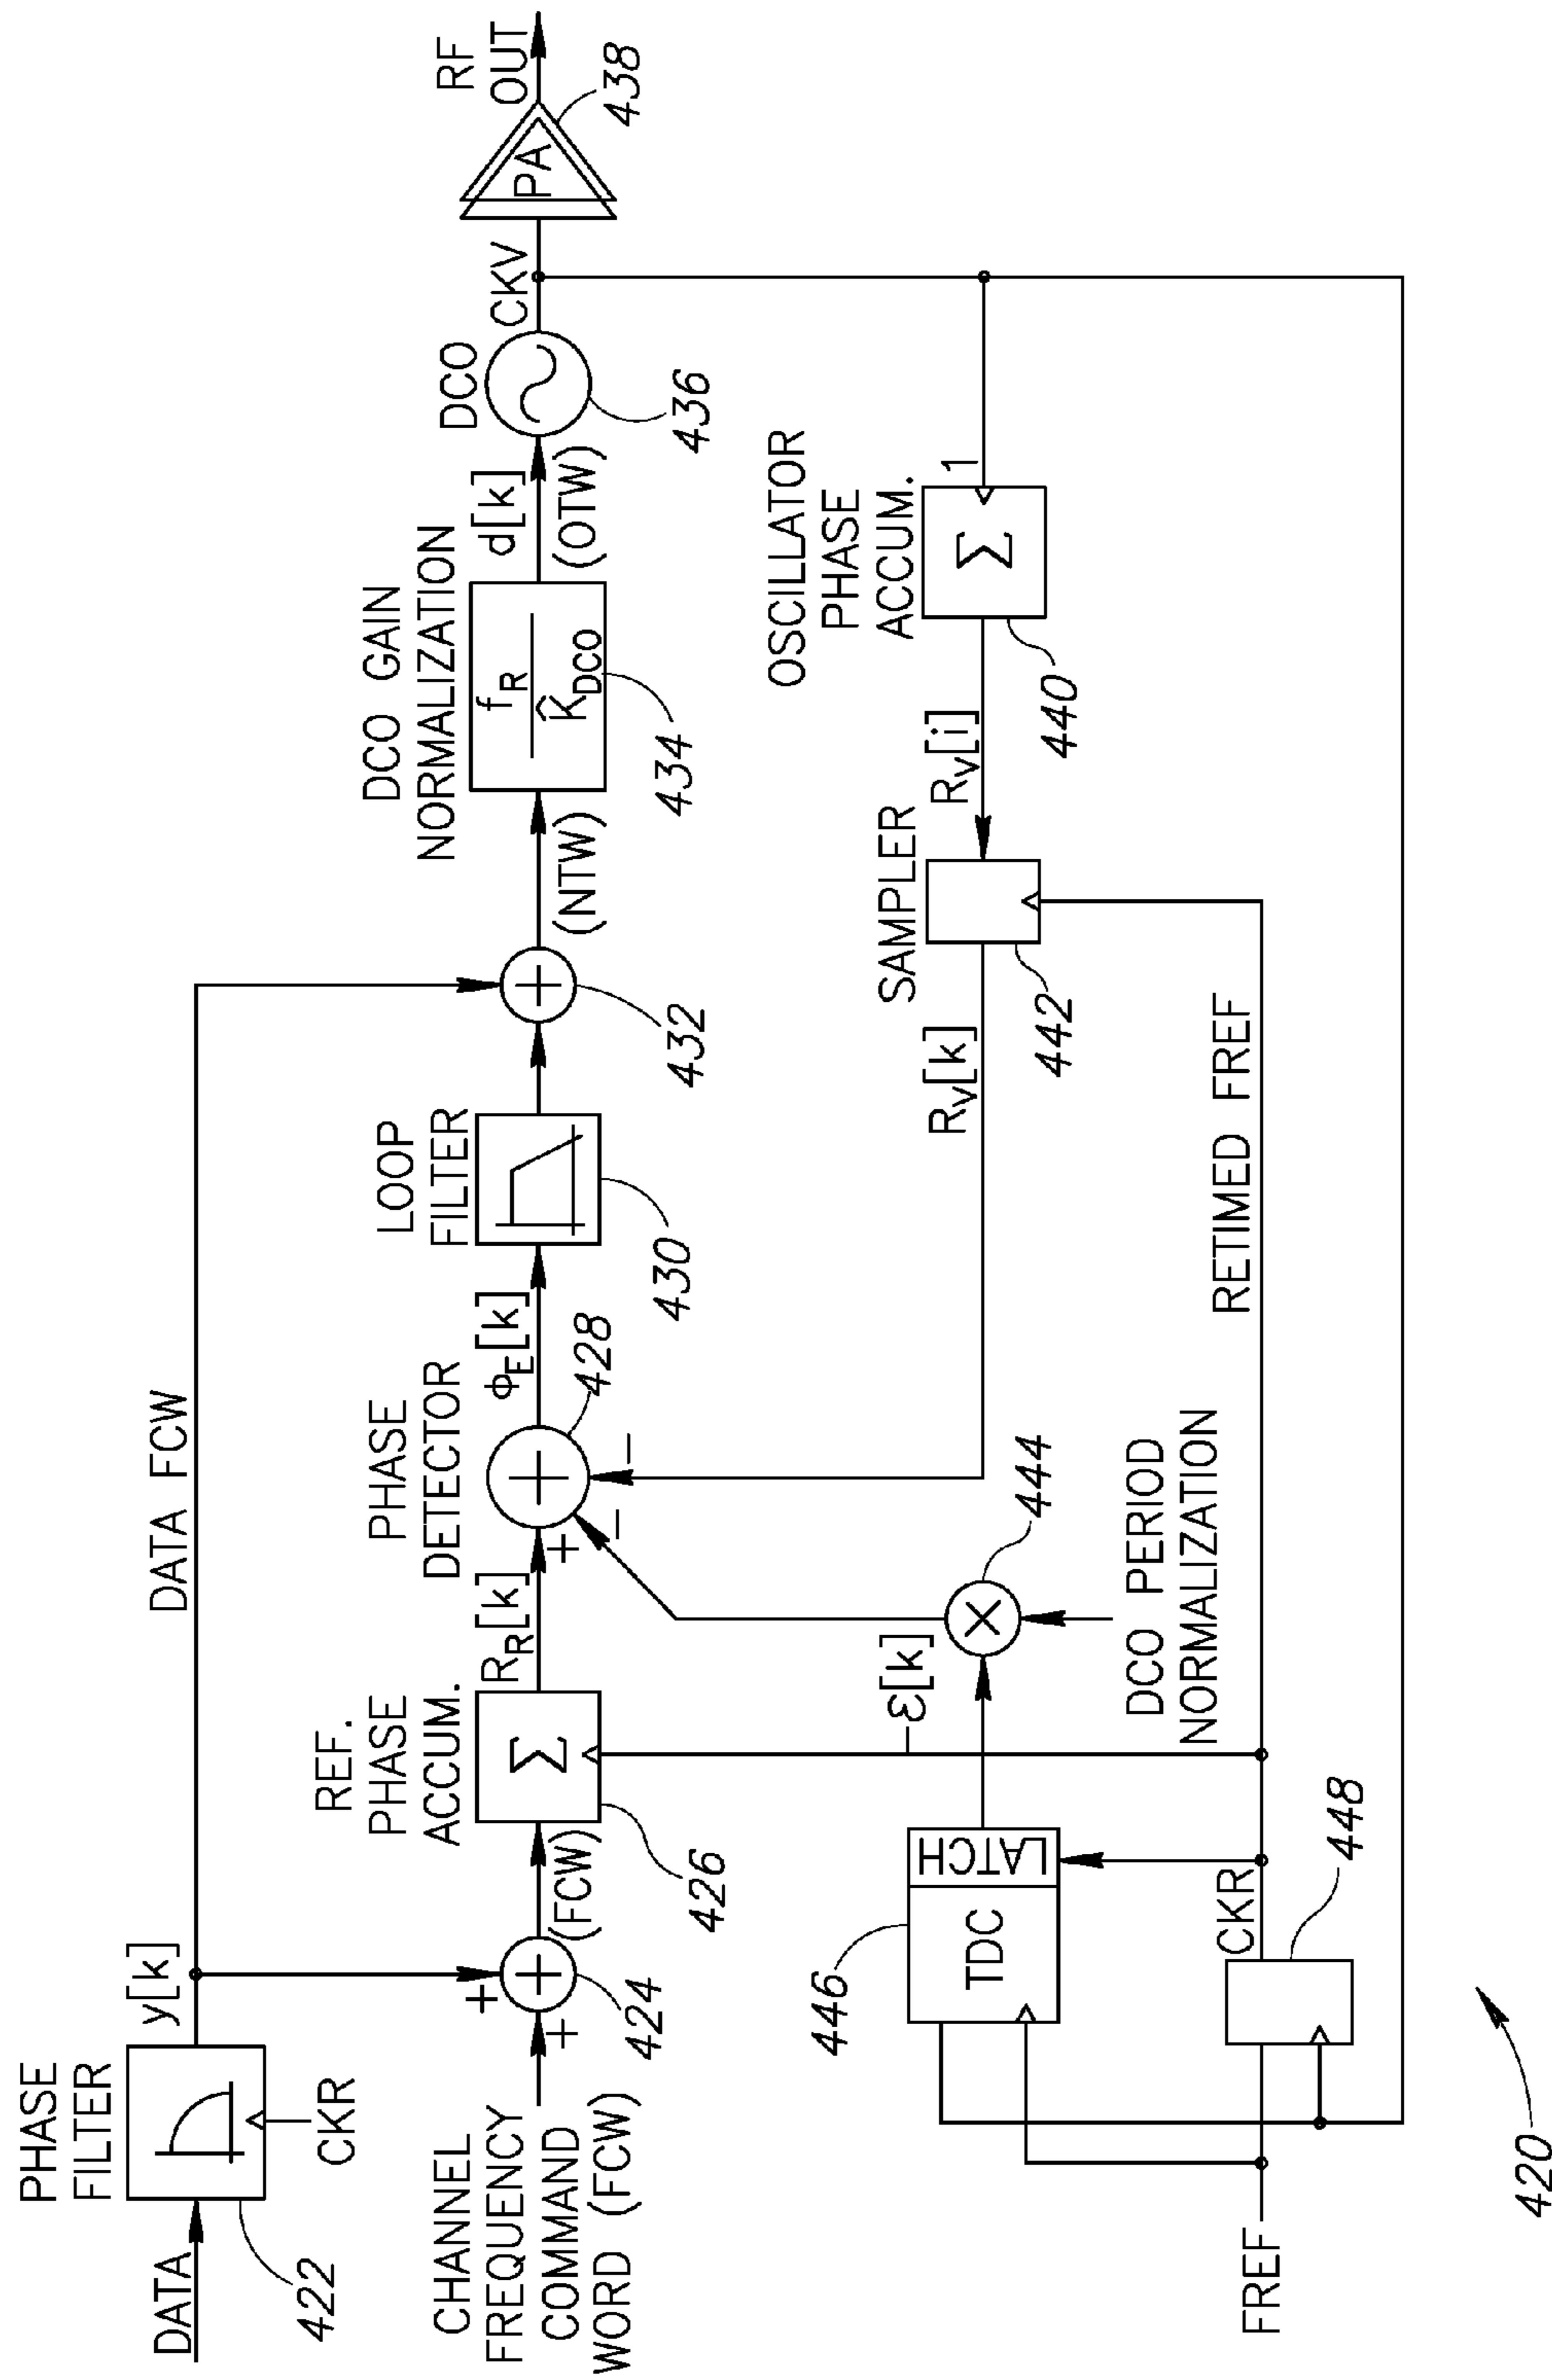 PHASE
FILTER
DATA
422
CKR
y[k]
DATA FCW
CHANNEL
FREQUENCY
COMMAND
WORD (FCW)
+
+
+
424
(FCW)
REF.
PHASE
ACCUM.
Σ
426
R_R[k]
PHASE
DETECTOR
+
+
−
−
428
ϕ_E[k]
LOOP
FILTER
430
+
432
(NTW)
DCO GAIN
NORMALIZATION
f_R
K̂_DCO
434
d[k]
(OTW)
DCO
436
CKV
PA
438
RF
OUT
OSCILLATOR
PHASE
ACCUM.
1
Σ
440
R_V[i]
SAMPLER
442
R_V[k]
446
TDC
LATCH
Ɛ[k]
×
444
DCO PERIOD
NORMALIZATION
RETIMED FREF
CKR
448
FREF
420